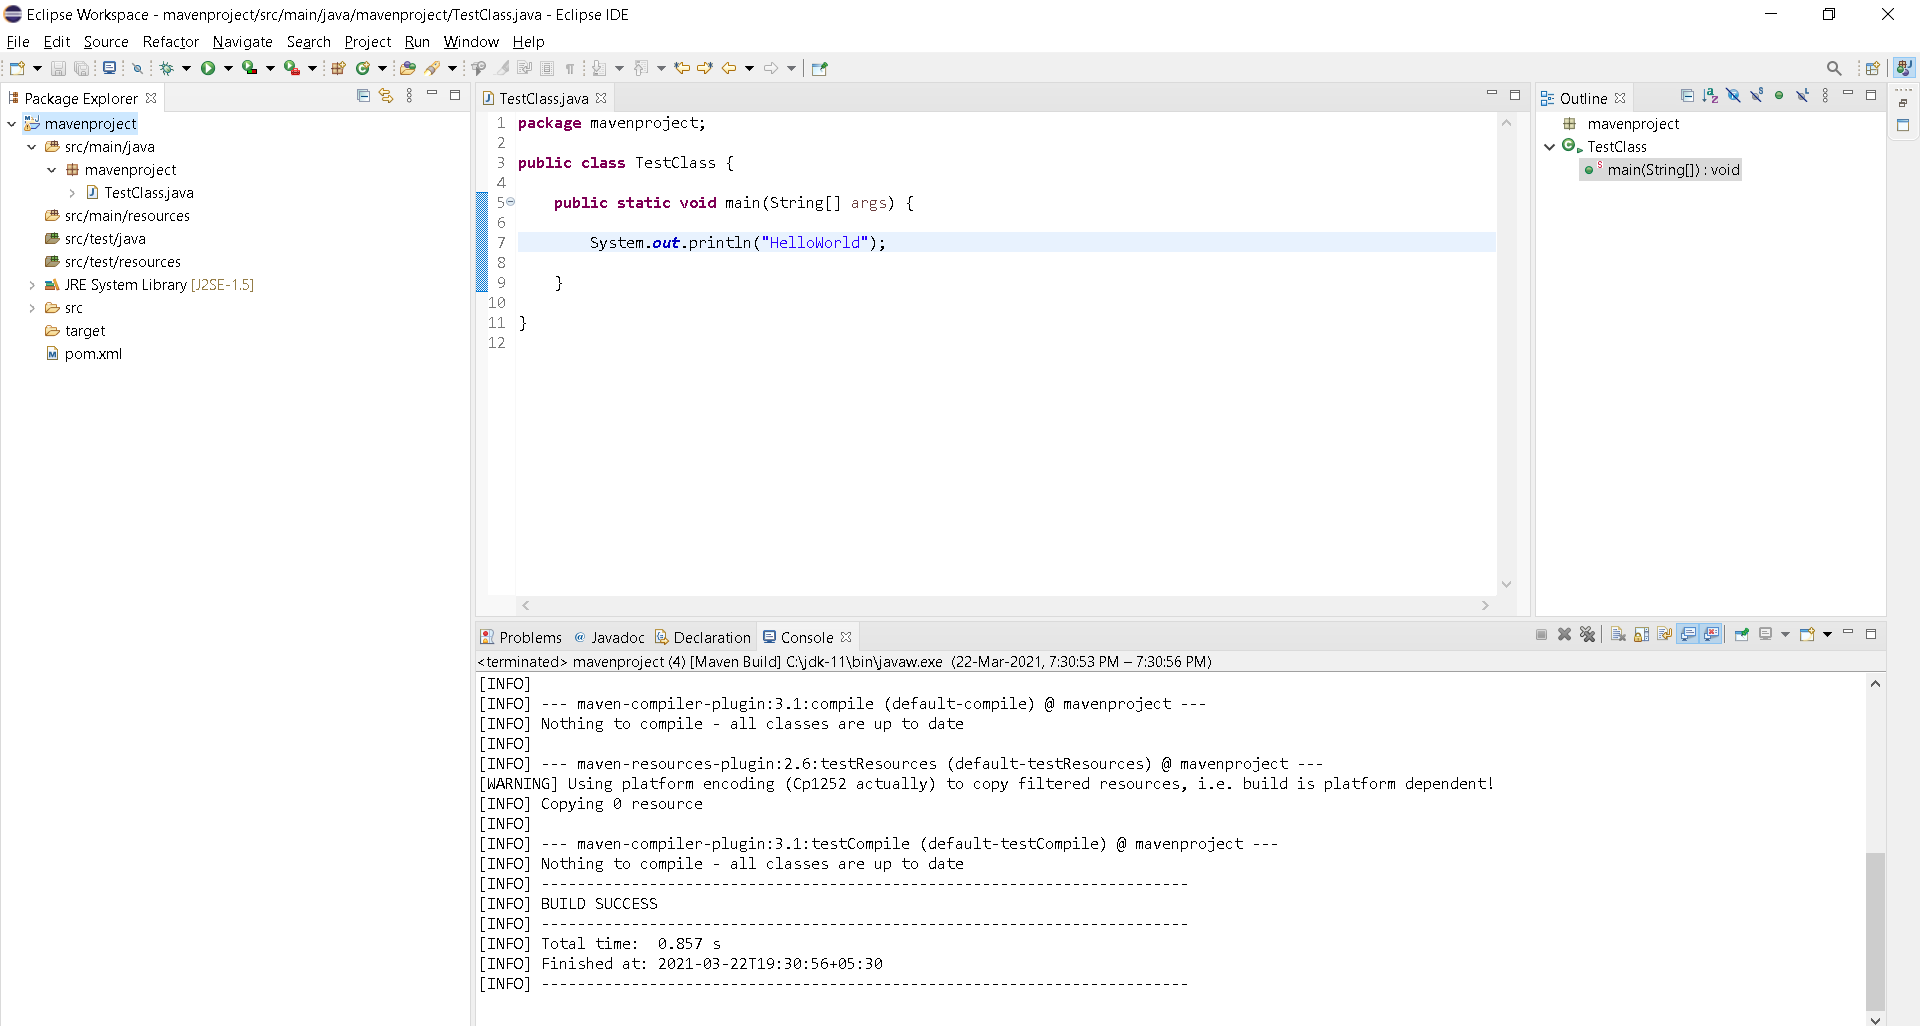 Eclipse Workspace - mavenproject/src/main/java/mavenproject/TestClass.java - Eclipse IDE
File Edit Source Refactor Navigate Search Project Run Window Help
Package Explorer
mavenproject
src/main/java
mavenproject
TestClass.java
src/main/resources
src/test/java
src/test/resources
JRE System Library [J2SE-1.5]
src
target
pom.xml
TestClass.java
1 package mavenproject;
2
3 public class TestClass {
4
5 public static void main(String[] args) {
6
7 System.out.println("HelloWorld");
8
9 }
10
11 }
12
Outline
mavenproject
TestClass
main(String[]) : void
Problems @ Javadoc Declaration Console
<terminated> mavenproject (4) [Maven Build] C:\jdk-11\bin\javaw.exe (22-Mar-2021, 7:30:53 PM – 7:30:56 PM)
[INFO]
[INFO] --- maven-compiler-plugin:3.1:compile (default-compile) @ mavenproject ---
[INFO] Nothing to compile - all classes are up to date
[INFO]
[INFO] --- maven-resources-plugin:2.6:testResources (default-testResources) @ mavenproject ---
[WARNING] Using platform encoding (Cp1252 actually) to copy filtered resources, i.e. build is platform dependent!
[INFO] Copying 0 resource
[INFO]
[INFO] --- maven-compiler-plugin:3.1:testCompile (default-testCompile) @ mavenproject ---
[INFO] Nothing to compile - all classes are up to date
[INFO] ------------------------------------------------------------------------
[INFO] BUILD SUCCESS
[INFO] ------------------------------------------------------------------------
[INFO] Total time:  0.857 s
[INFO] Finished at: 2021-03-22T19:30:56+05:30
[INFO] ------------------------------------------------------------------------